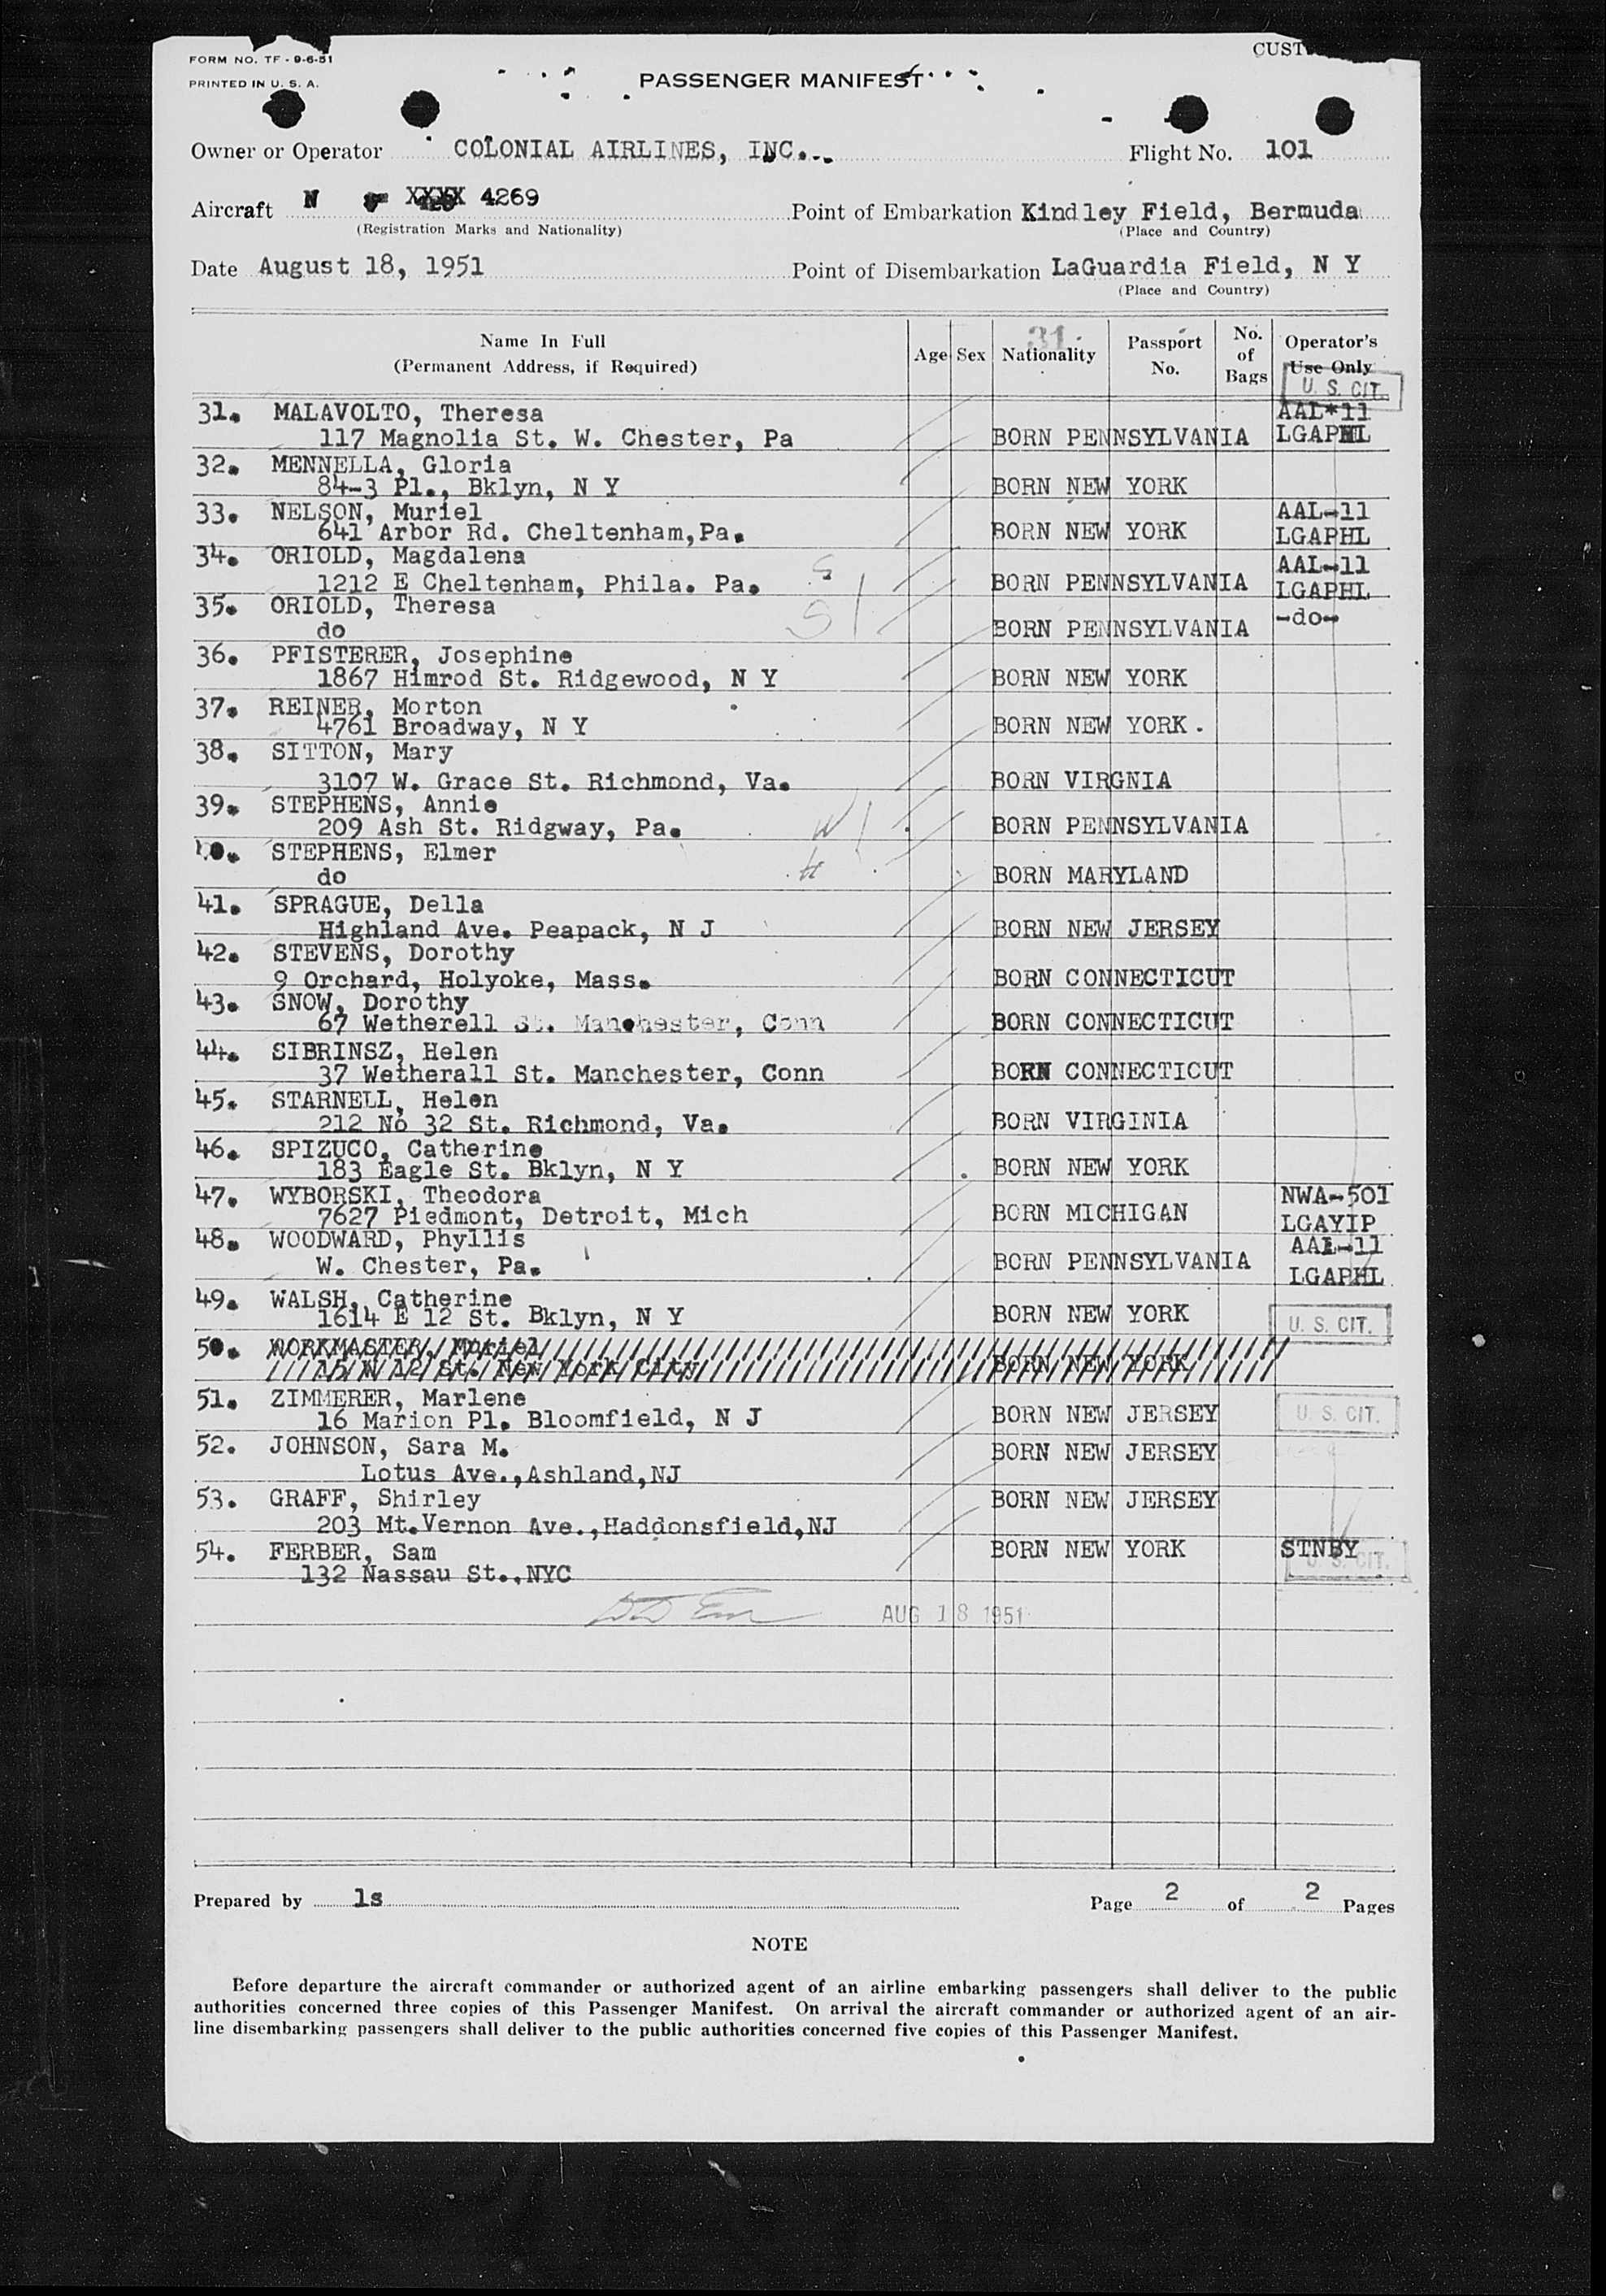 FORM NO. TF - 9-6-51
PRINTED IN U. S. A.
PASSENGER MANIFEST
Owner or Operator COLONIAL AIRLINES, INC. Flight No. 101
Aircraft N XXXX 4269 Point of Embarkation Kindley Field, Bermuda
(Registration Marks and Nationality) (Place and Country)
Date August 18, 1951 Point of Disembarkation LaGuardia Field, N Y
(Place and Country)
Name In Full
(Permanent Address, if Required)
Age Sex Nationality Passport No. No. of Bags Operator's Use Only
31.
U. S. CIT.
31. MALAVOLTO, Theresa AAL*11
117 Magnolia St. W. Chester, Pa BORN PENNSYLVANIA LGAPHL
32. MENNELLA, Gloria
84-3 Pl., Bklyn, N Y BORN NEW YORK
33. NELSON, Muriel AAL-11
641 Arbor Rd. Cheltenham,Pa. BORN NEW YORK LGAPHL
34. ORIOLD, Magdalena AAL-11
1212 E Cheltenham, Phila. Pa. BORN PENNSYLVANIA LGAPHL
35. ORIOLD, Theresa -do-
do S BORN PENNSYLVANIA
36. PFISTERER, Josephine
1867 Himrod St. Ridgewood, N Y BORN NEW YORK
37. REINER, Morton
4761 Broadway, N Y BORN NEW YORK.
38. SITTON, Mary
3107 W. Grace St. Richmond, Va. BORN VIRGNIA
39. STEPHENS, Annie
209 Ash St. Ridgway, Pa. W BORN PENNSYLVANIA
40. STEPHENS, Elmer
do H BORN MARYLAND
41. SPRAGUE, Della
Highland Ave. Peapack, N J BORN NEW JERSEY
42. STEVENS, Dorothy
9 Orchard, Holyoke, Mass. BORN CONNECTICUT
43. SNOW, Dorothy
67 Wetherell St. Manchester, Conn BORN CONNECTICUT
44. SIBRINSZ, Helen
37 Wetherall St. Manchester, Conn BORN CONNECTICUT
45. STARNELL, Helen
212 No 32 St. Richmond, Va. BORN VIRGINIA
46. SPIZUCO, Catherine
183 Eagle St. Bklyn, N Y BORN NEW YORK
47. WYBORSKI, Theodora NWA-501
7627 Piedmont, Detroit, Mich BORN MICHIGAN LGAYIP
48. WOODWARD, Phyllis AAL-11
W. Chester, Pa. BORN PENNSYLVANIA LGAPHL
49. WALSH, Catherine
1614 E 12 St. Bklyn, N Y BORN NEW YORK U. S. CIT.
50. WORKMASTER, Muriel
15 W 12 St. New York City BORN NEW YORK
51. ZIMMERER, Marlene
16 Marion Pl. Bloomfield, N J BORN NEW JERSEY U. S. CIT.
52. JOHNSON, Sara M. BORN NEW JERSEY
Lotus Ave.,Ashland,NJ
53. GRAFF, Shirley BORN NEW JERSEY
203 Mt.Vernon Ave.,Haddonsfield,NJ
54. FERBER, Sam BORN NEW YORK STNBY
132 Nassau St.,NYC U. S. CIT.
AUG 18 1951
Prepared by ls Page 2 of 2 Pages
NOTE
Before departure the aircraft commander or authorized agent of an airline embarking passengers shall deliver to the public
authorities concerned three copies of this Passenger Manifest. On arrival the aircraft commander or authorized agent of an air-
line disembarking passengers shall deliver to the public authorities concerned five copies of this Passenger Manifest.